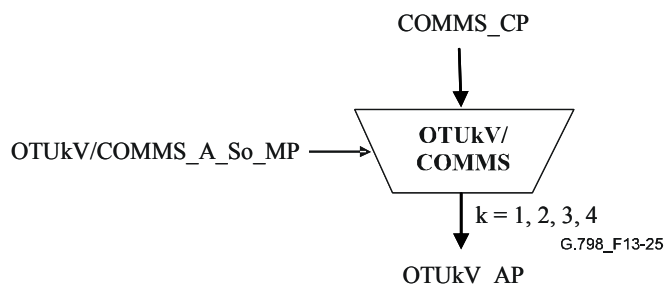 COMMS_CP
OTUkV/COMMS_A_So_MP
OTUkV/
COMMS
k = 1, 2, 3, 4
G.798_F13-25
OTUkV_AP